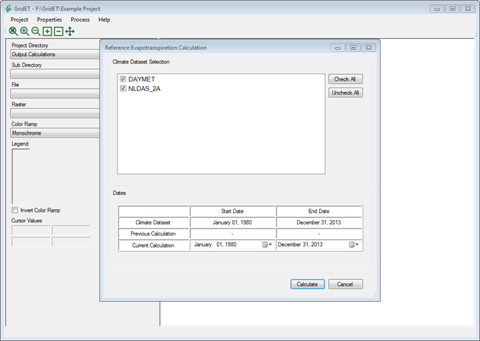 GridET - F:\GridET\Example Project
Project Properties Process Help
Project Directory
Output Calculations
Sub Directory
File
Raster
Color Ramp
Monochrome
Legend
Invert Color Ramp
Cursor Values
Reference Evapotranspiration Calculation
Climate Dataset Selection
DAYMET
NLDAS_2A
Check All
Uncheck All
Dates
Start Date End Date
Climate Dataset January 01, 1980 December 31, 2013
Previous Calculation - -
Current Calculation January 01, 1980 December 31, 2013
Calculate Cancel